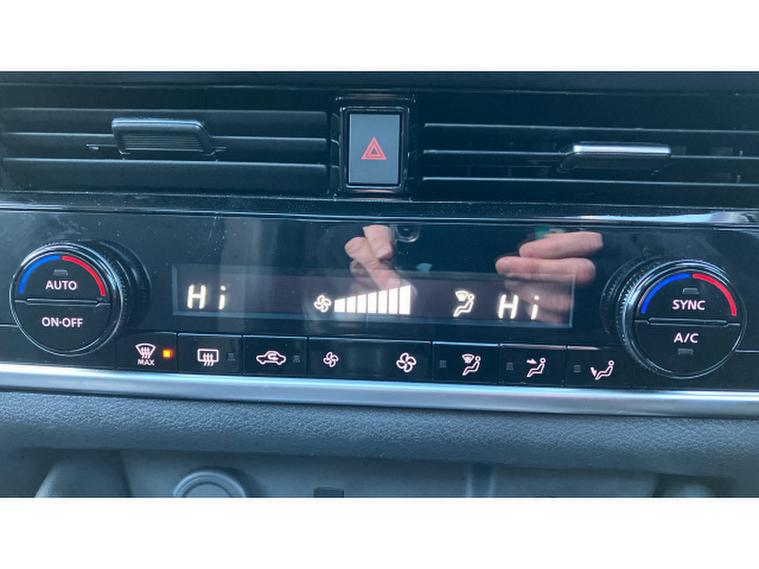 AUTO
ON·OFF
Hi
Hi
SYNC
A/C
MAX